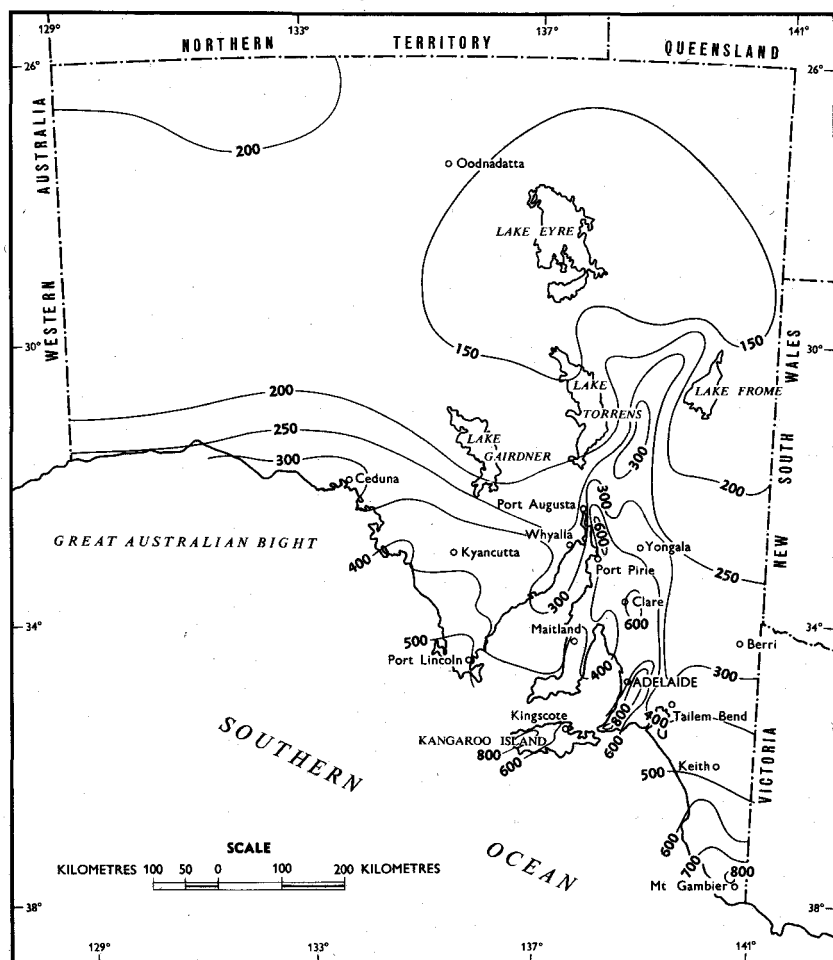 129°
133°
137°
141°
NORTHERN TERRITORY QUEENSLAND
26°
26°
WESTERN AUSTRALIA
200
Oodnadatta
LAKE EYRE
30°
150
150
30°
NEW SOUTH WALES
LAKE TORRENS
LAKE FROME
200
250
300
LAKE GAIRDNER
300
200
Ceduna
Port Augusta
300
GREAT AUSTRALIAN BIGHT
Whyalla
<600>
Yongala
400
Kyancutta
Port Pirie
250
300
Clare
600
34°
34°
Maitland
Berri
500
Port Lincoln
400
300
ADELAIDE
800
400
Tailem Bend
Kingscote
KANGAROO ISLAND
800
600
600
SOUTHERN OCEAN
Keith
500
VICTORIA
SCALE
KILOMETRES 100 50 0 100 200 KILOMETRES
600
700
800
Mt Gambier
38°
38°
129°
133°
137°
141°